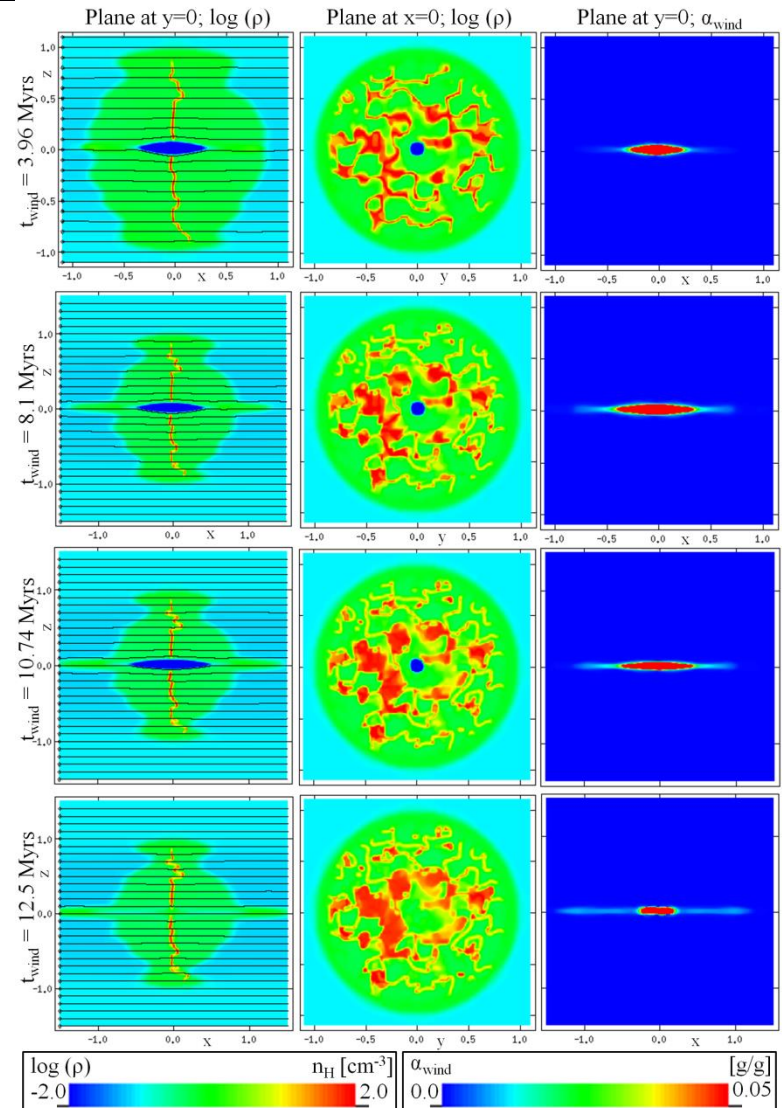 Plane at y=0; log (ρ) Plane at x=0; log (ρ) Plane at y=0; α_wind
t_wind = 3.96 Myrs
1.0
z
0.5
0.0
-0.5
-1.0
-1.0 -0.5 0.0 x 0.5 1.0
-1.0 -0.5 0.0 y 0.5 1.0
-1.0 -0.5 0.0 0.5 x 1.0
t_wind = 8.1 Myrs
1.0
z
0.0
-1.0
-1.0 0.0 x 1.0
-1.0 -0.5 0.0 y 0.5 1.0
-1.0 0.0 x 1.0
t_wind = 10.74 Myrs
1.0
z
0.0
-1.0
-1.0 0.0 x 1.0
-1.0 -0.5 0.0 y 0.5 1.0
-1.0 0.0 x 1.0
t_wind = 12.5 Myrs
1.0
z
0.0
-1.0
-1.0 0.0 x 1.0
-1.0 -0.5 0.0 y 0.5 1.0
-1.0 0.0 x 1.0
log (ρ) n_H [cm⁻³] α_wind [g/g]
-2.0 2.0 0.0 0.05